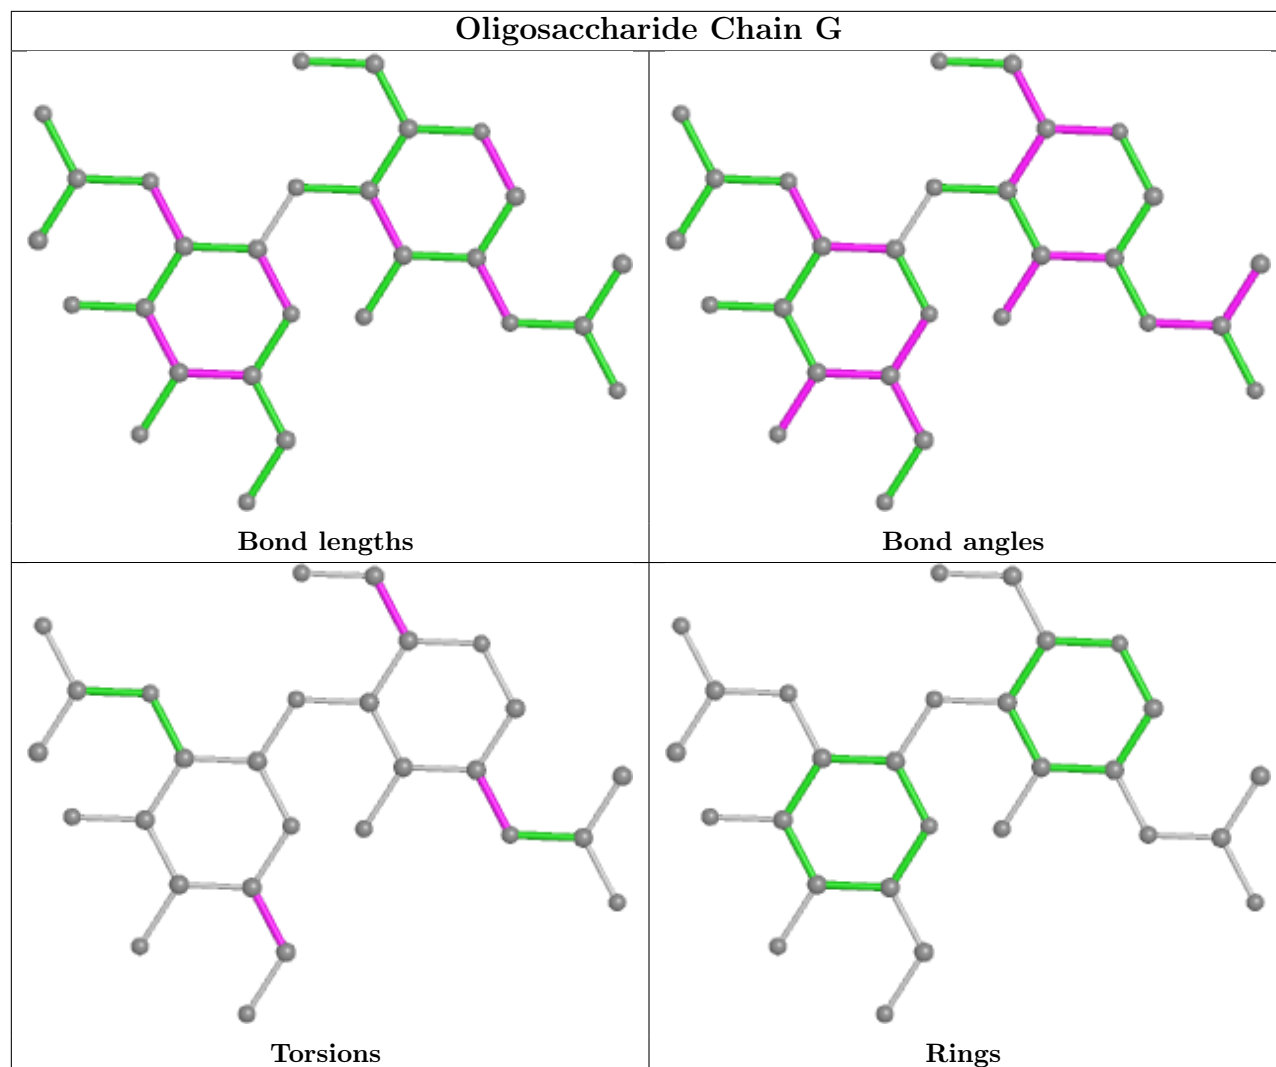 Oligosaccharide Chain G
Bond lengths
Bond angles
Torsions
Rings